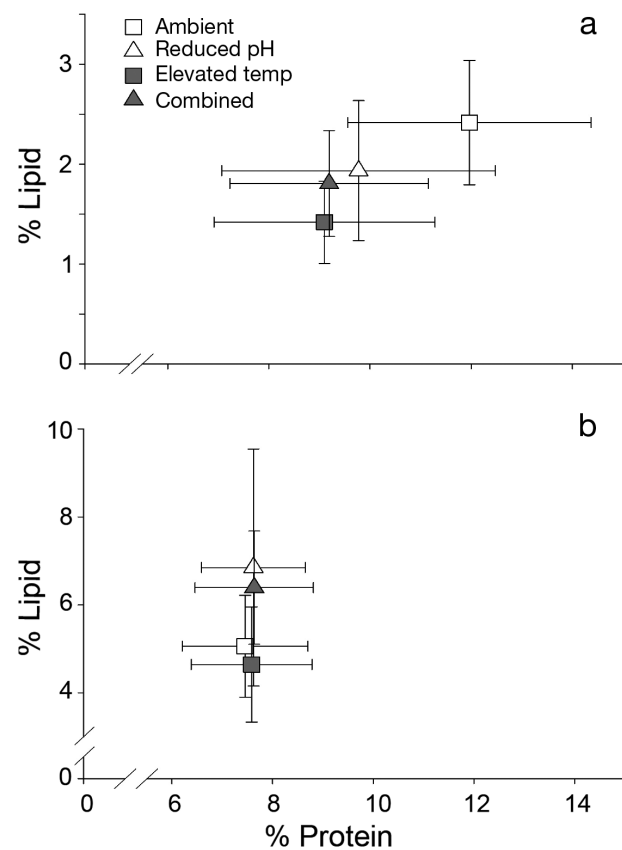 a
Ambient
Reduced pH
Elevated temp
Combined
3
2
1
0
% Lipid
b
10
8
6
4
0
% Lipid
0 6 8 10 12 14
% Protein